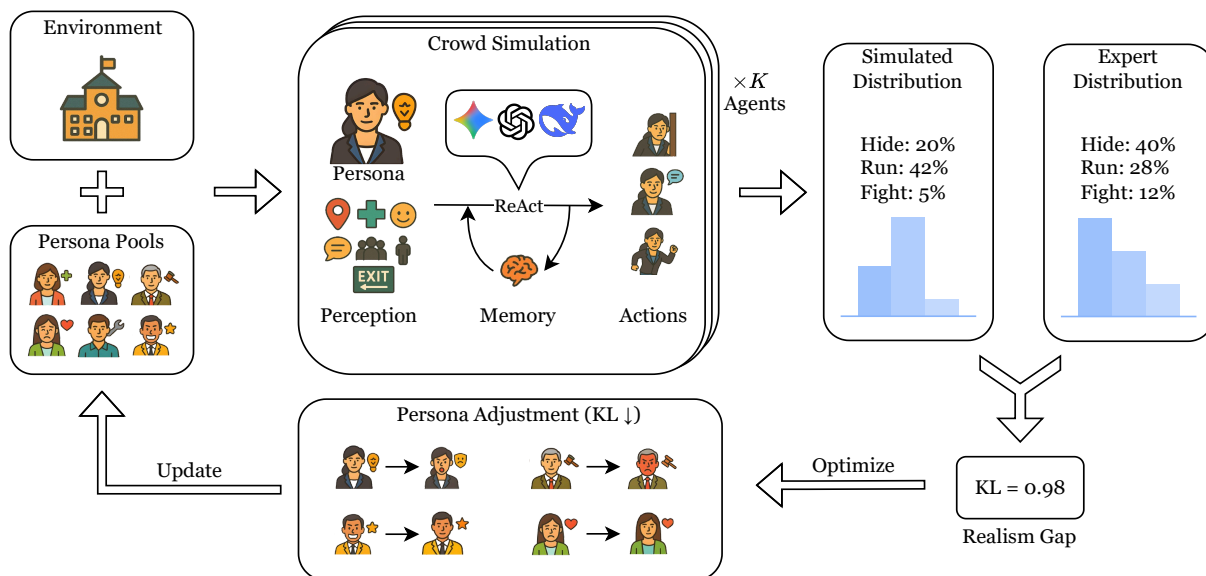 Environment
Persona Pools
Crowd Simulation
Persona
EXIT
Perception
ReAct
Memory
Actions
×K
Agents
Simulated
Distribution
Hide: 20%
Run: 42%
Fight: 5%
Expert
Distribution
Hide: 40%
Run: 28%
Fight: 12%
KL = 0.98
Realism Gap
Optimize
Persona Adjustment (KL ↓)
Update